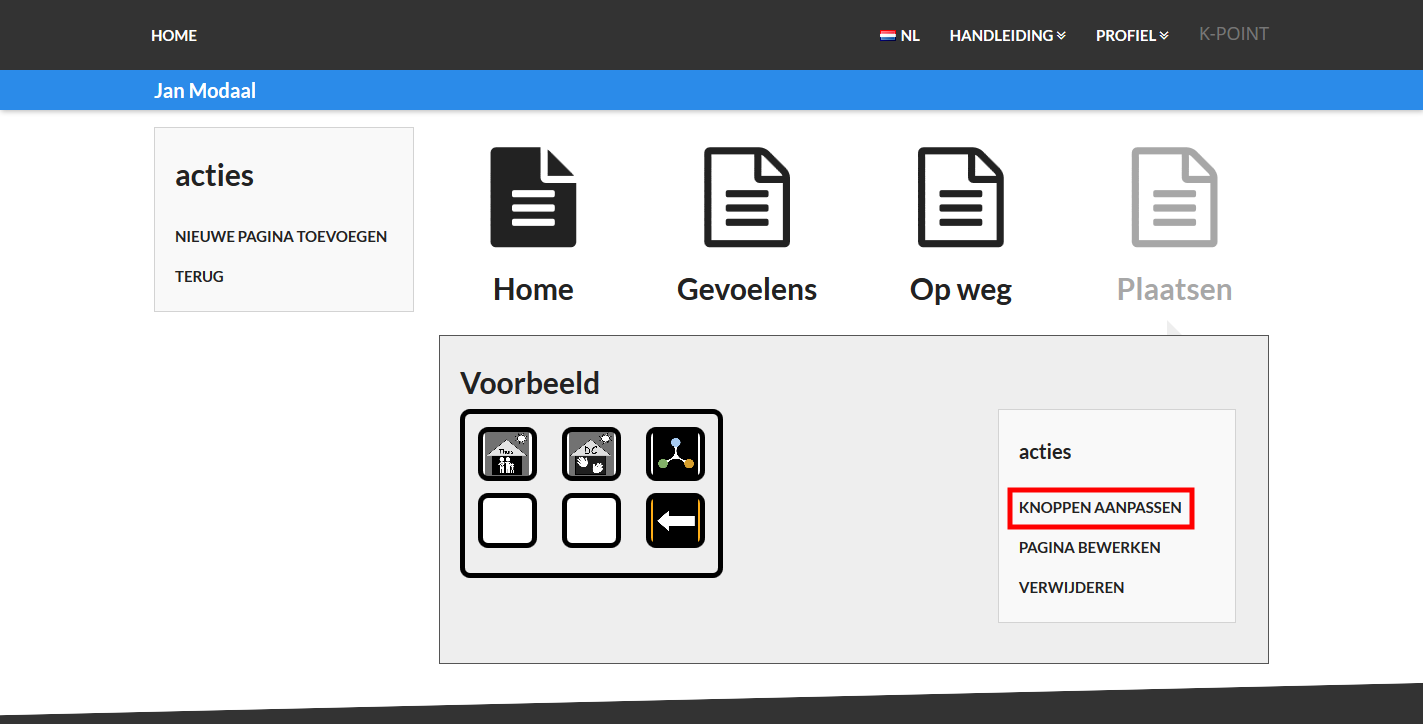 HOME
NL
HANDLEIDING
PROFIEL
K-POINT
Jan Modaal
acties
NIEUWE PAGINA TOEVOEGEN
TERUG
Home
Gevoelens
Op weg
Plaatsen
Voorbeeld
Thuis
DC
acties
KNOPPEN AANPASSEN
PAGINA BEWERKEN
VERWIJDEREN